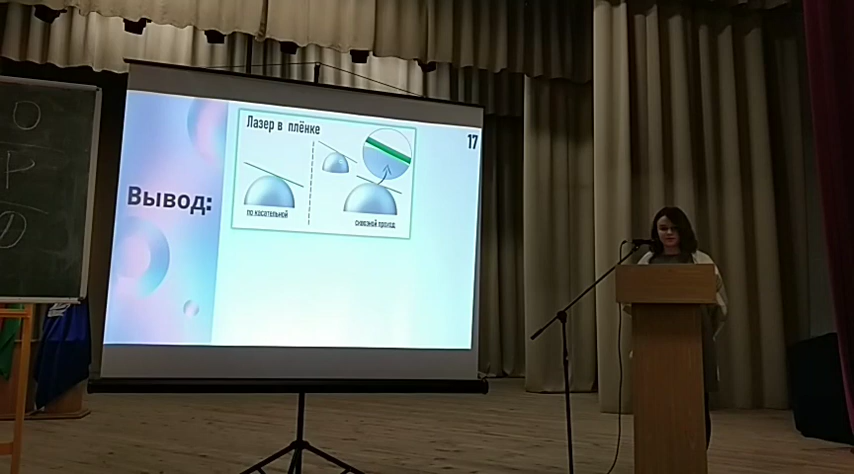 О
Р
Д
Лазер в плёнке
17
Вывод:
по касательной
сквозной проход